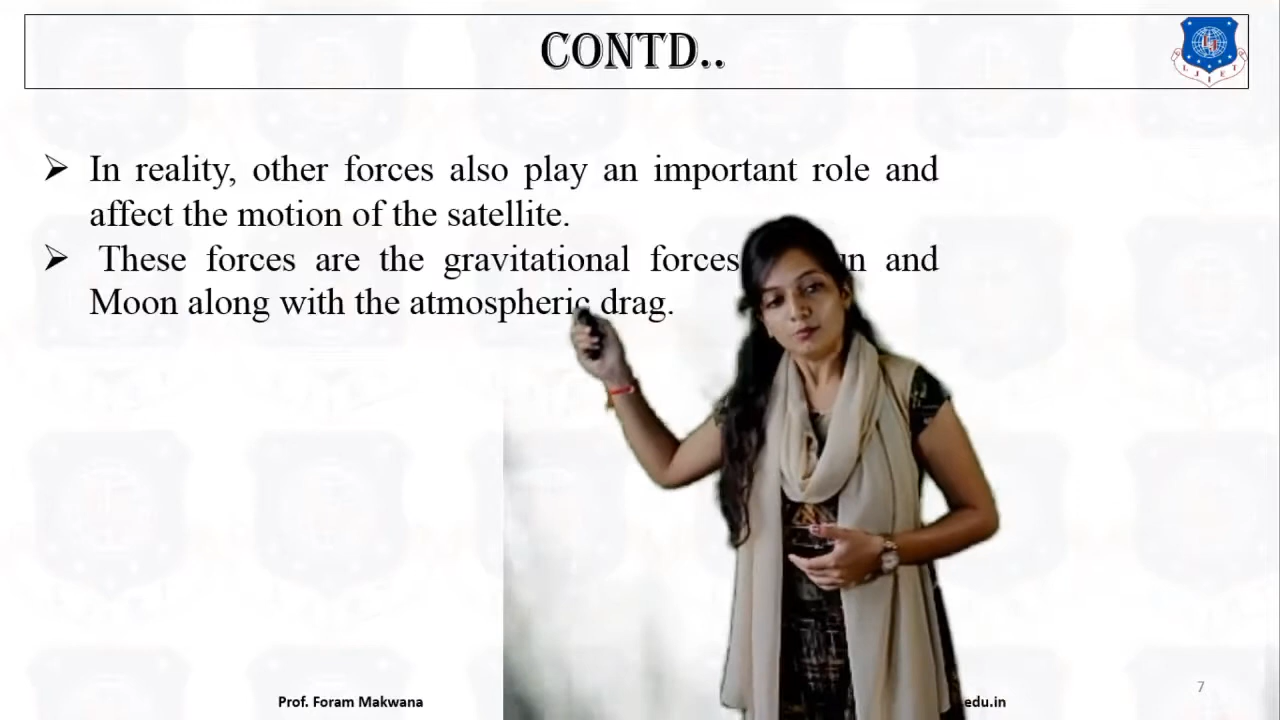 CONTD..
LJIET
➢ In reality, other forces also play an important role and
affect the motion of the satellite.
➢ These forces are the gravitational forces and
Moon along with the atmospheric drag.
Prof. Foram Makwana
edu.in
7